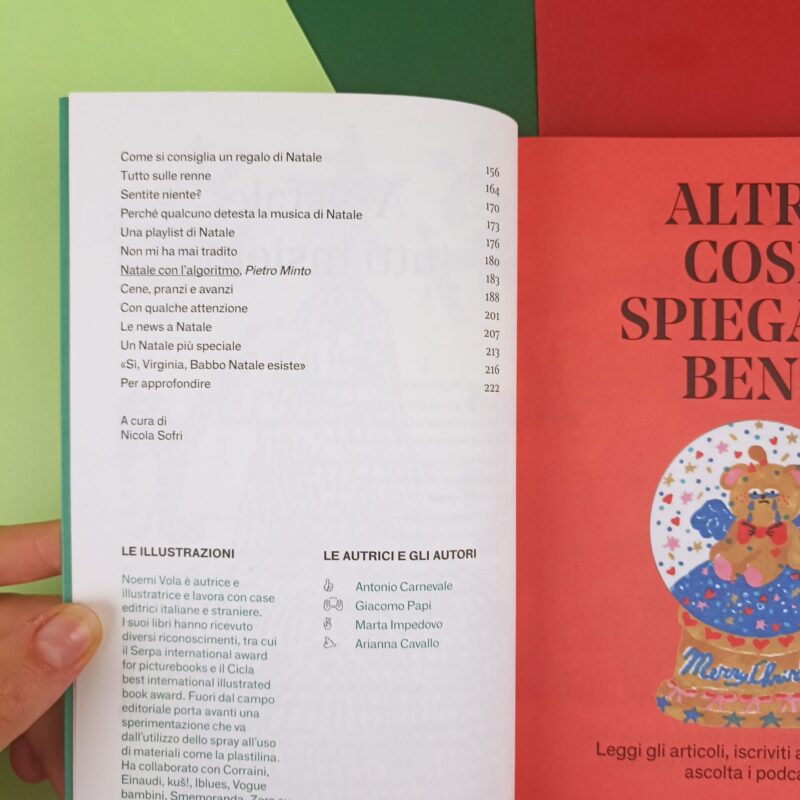 Come si consiglia un regalo di Natale 156
Tutto sulle renne 164
Sentite niente? 170
Perché qualcuno detesta la musica di Natale 173
Una playlist di Natale 176
Non mi ha mai tradito 180
Natale con l'algoritmo, Pietro Minto 183
Cene, pranzi e avanzi 188
Con qualche attenzione 201
Le news a Natale 207
Un Natale più speciale 213
«Sì, Virginia, Babbo Natale esiste» 216
Per approfondire 222
A cura di
Nicola Sofri
LE ILLUSTRAZIONI
Noemi Vola è autrice e
illustratrice e lavora con case
editrici italiane e straniere.
I suoi libri hanno ricevuto
diversi riconoscimenti, tra cui
il Serpa international award
for picturebooks e il Cicla
best international illustrated
book award. Fuori dal campo
editoriale porta avanti una
sperimentazione che va
dall'utilizzo dello spray all'uso
di materiali come la plastilina.
Ha collaborato con Corraini,
Einaudi, kuš!, Iblues, Vogue
bambini, Smemoranda,
LE AUTRICI E GLI AUTORI
Antonio Carnevale
Giacomo Papi
Marta Impedovo
Arianna Cavallo
ALTR
COS
SPIEGA
BEN
Merry
Leggi gli articoli, iscriviti a
ascolta i podca